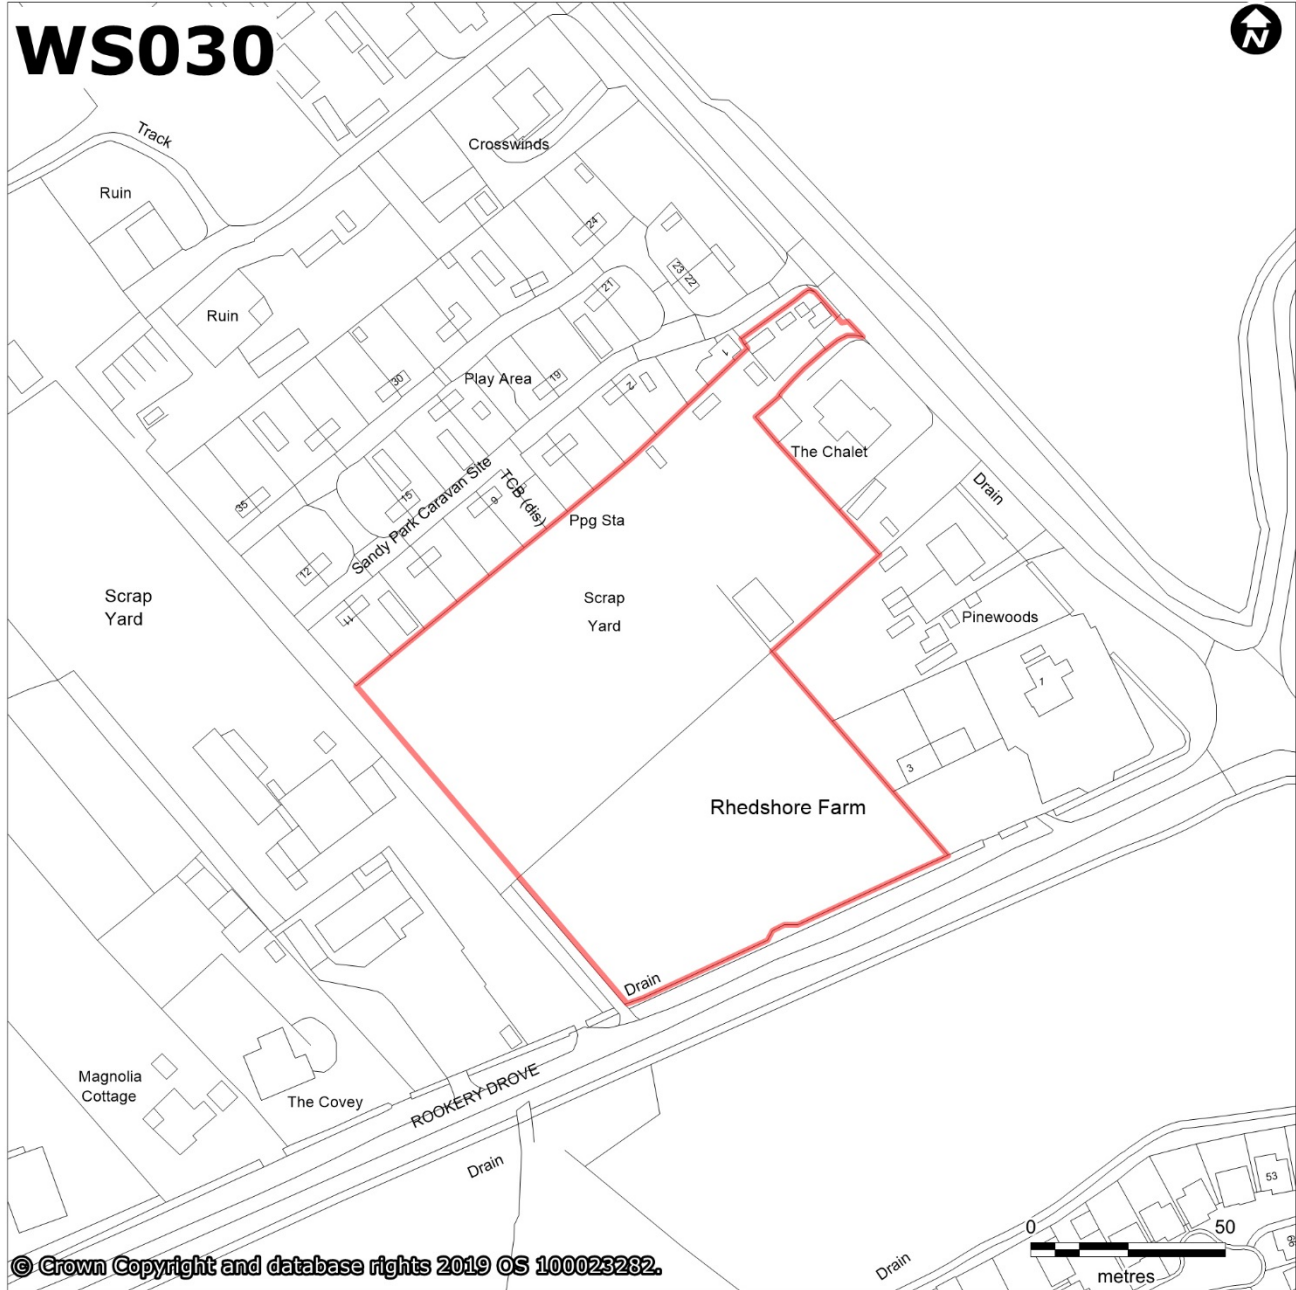 WS030
N
Track
Crosswinds
Ruin
24
23
22
Ruin
21
1
Play Area
19
2
30
The Chalet
Sandy Park Caravan Site
TCB (dis)
Drain
35
15
9
Ppg Sta
12
11
Scrap
Yard
Scrap
Yard
Pinewoods
1
3
Rhedshore Farm
Drain
Magnolia
Cottage
The Covey
ROOKERY DROVE
Drain
53
66
0 50
metres
Drain
© Crown Copyright and database rights 2019 OS 100023282.